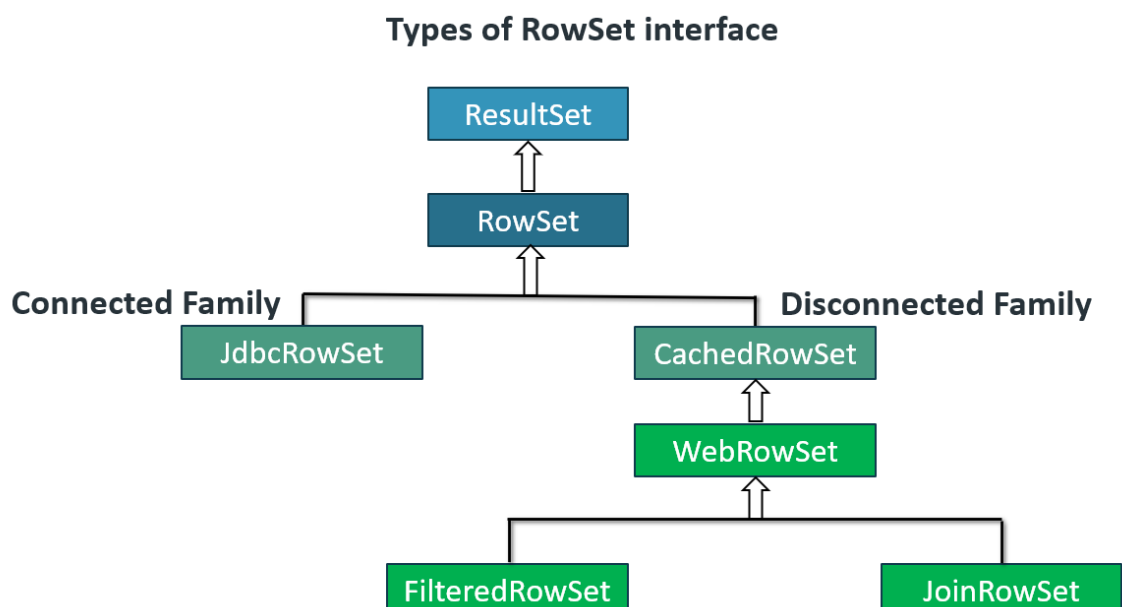 Types of RowSet interface
ResultSet
RowSet
Connected Family
Disconnected Family
JdbcRowSet
CachedRowSet
WebRowSet
FilteredRowSet
JoinRowSet